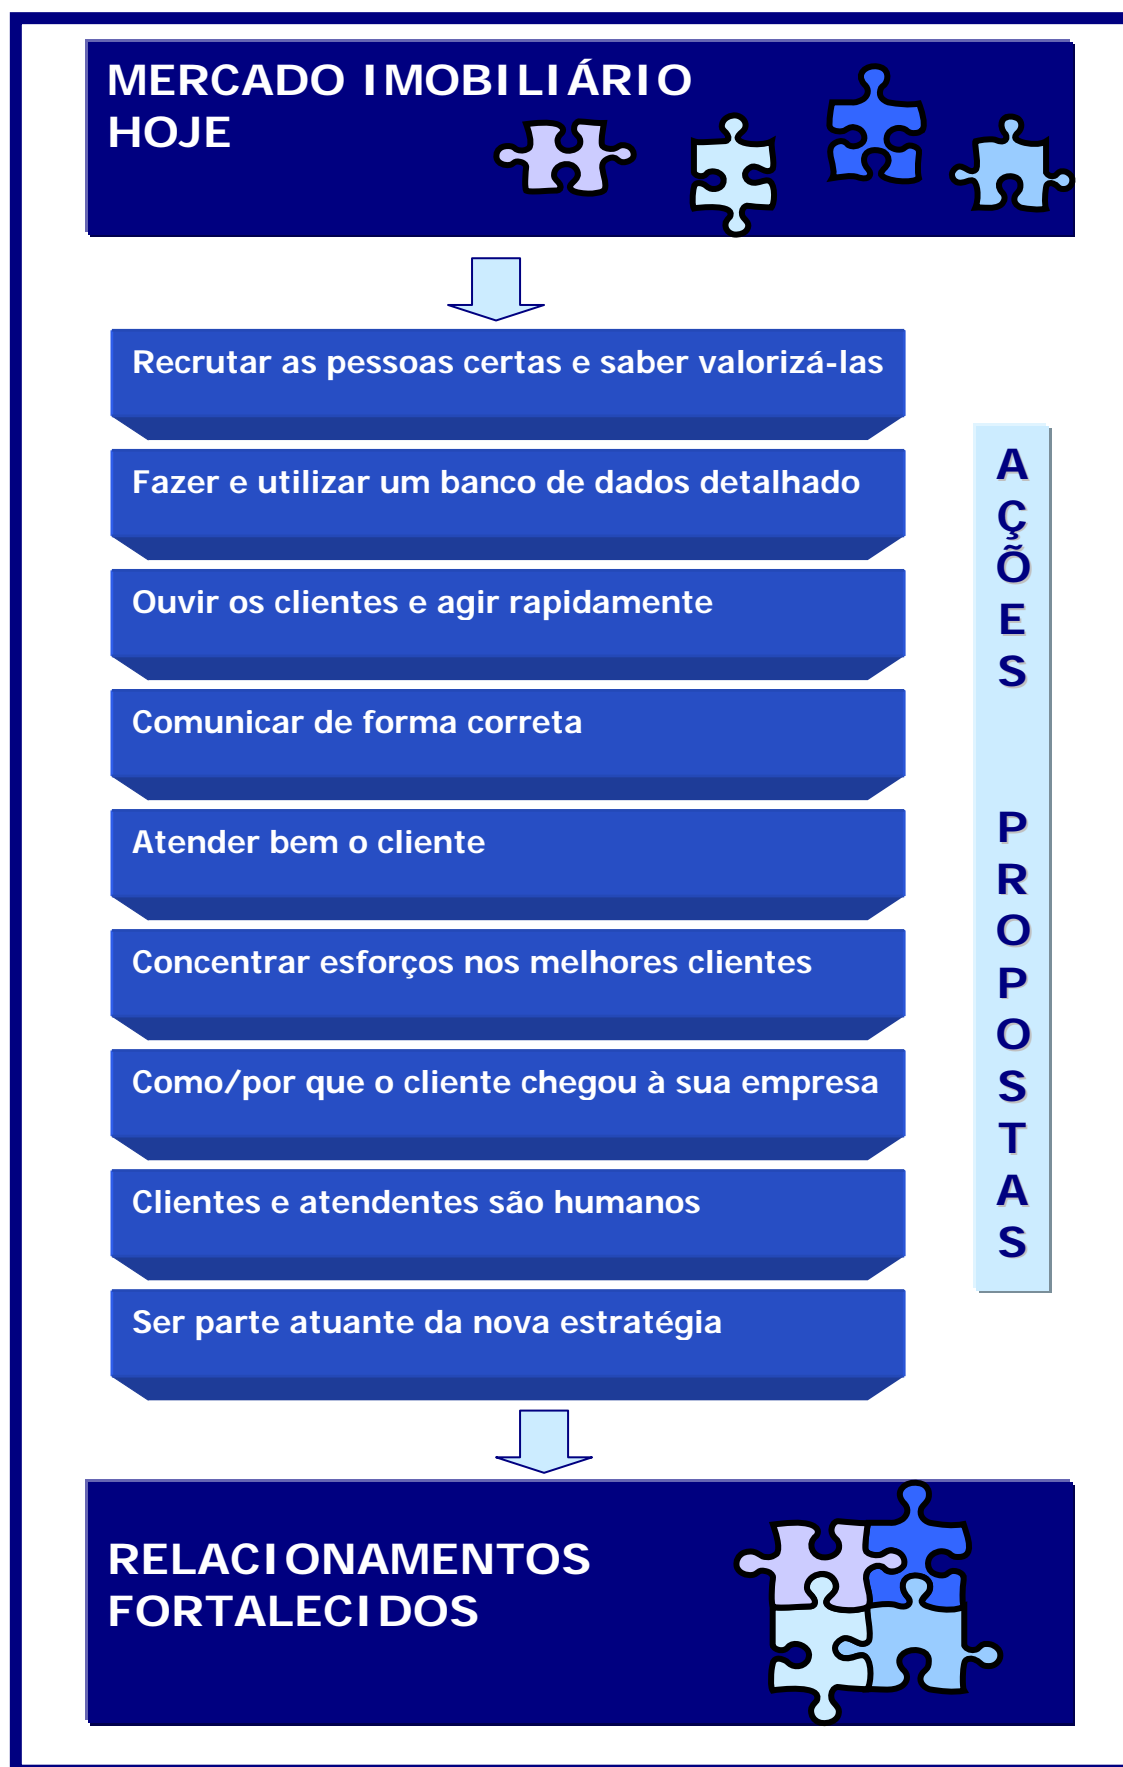 MERCADO IMOBILIÁRIO
HOJE
Recrutar as pessoas certas e saber valorizá-las
Fazer e utilizar um banco de dados detalhado
Ouvir os clientes e agir rapidamente
Comunicar de forma correta
Atender bem o cliente
Concentrar esforços nos melhores clientes
Como/por que o cliente chegou à sua empresa
Clientes e atendentes são humanos
Ser parte atuante da nova estratégia
AÇÕES PROPOSTAS
RELACIONAMENTOS
FORTALECIDOS